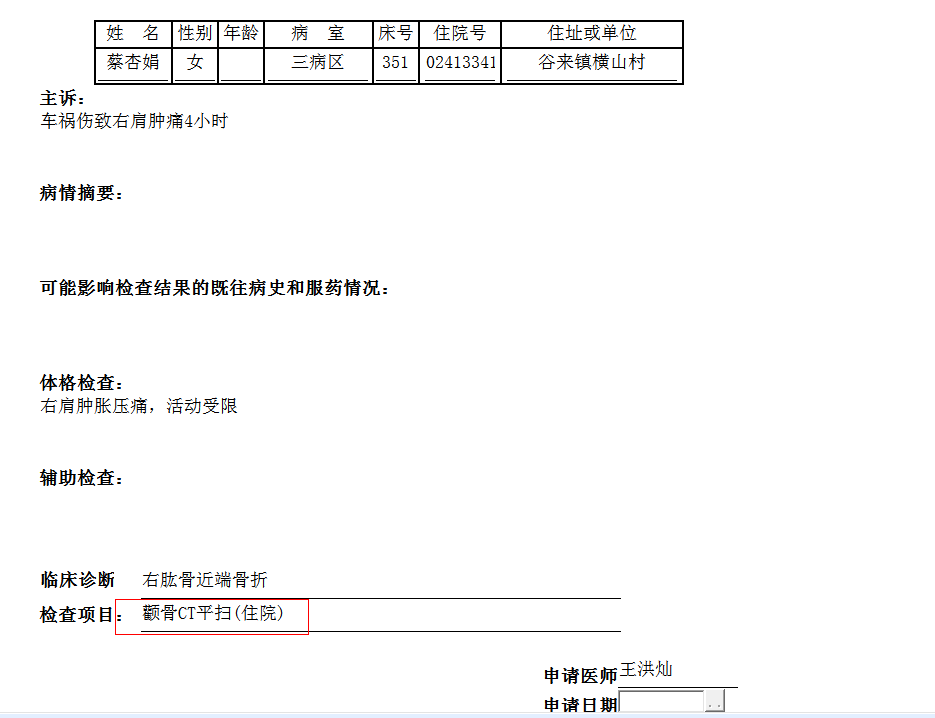 姓 名 性别 年龄 病 室 床号 住院号 住址或单位
蔡杏娟 女 三病区 351 02413341 谷来镇横山村
主诉：
车祸伤致右肩肿痛4小时
病情摘要：
可能影响检查结果的既往病史和服药情况：
体格检查：
右肩肿胀压痛，活动受限
辅助检查：
临床诊断 右肱骨近端骨折
检查项目： 颧骨CT平扫(住院)
申请医师 王洪灿
申请日期 ..